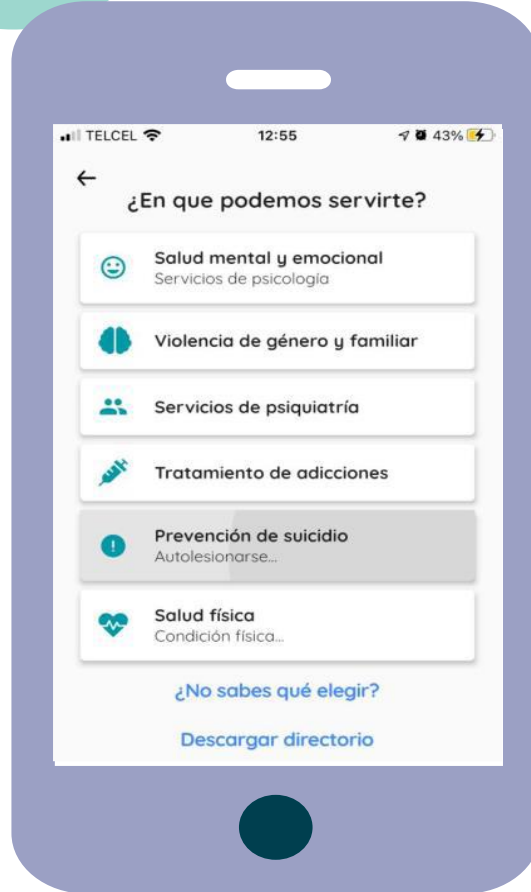 TELCEL 12:55 43%
¿En que podemos servirte?
Salud mental y emocional
Servicios de psicología
Violencia de género y familiar
Servicios de psiquiatría
Tratamiento de adicciones
Prevención de suicidio
Autolesionarse...
Salud física
Condición física...
¿No sabes qué elegir?
Descargar directorio